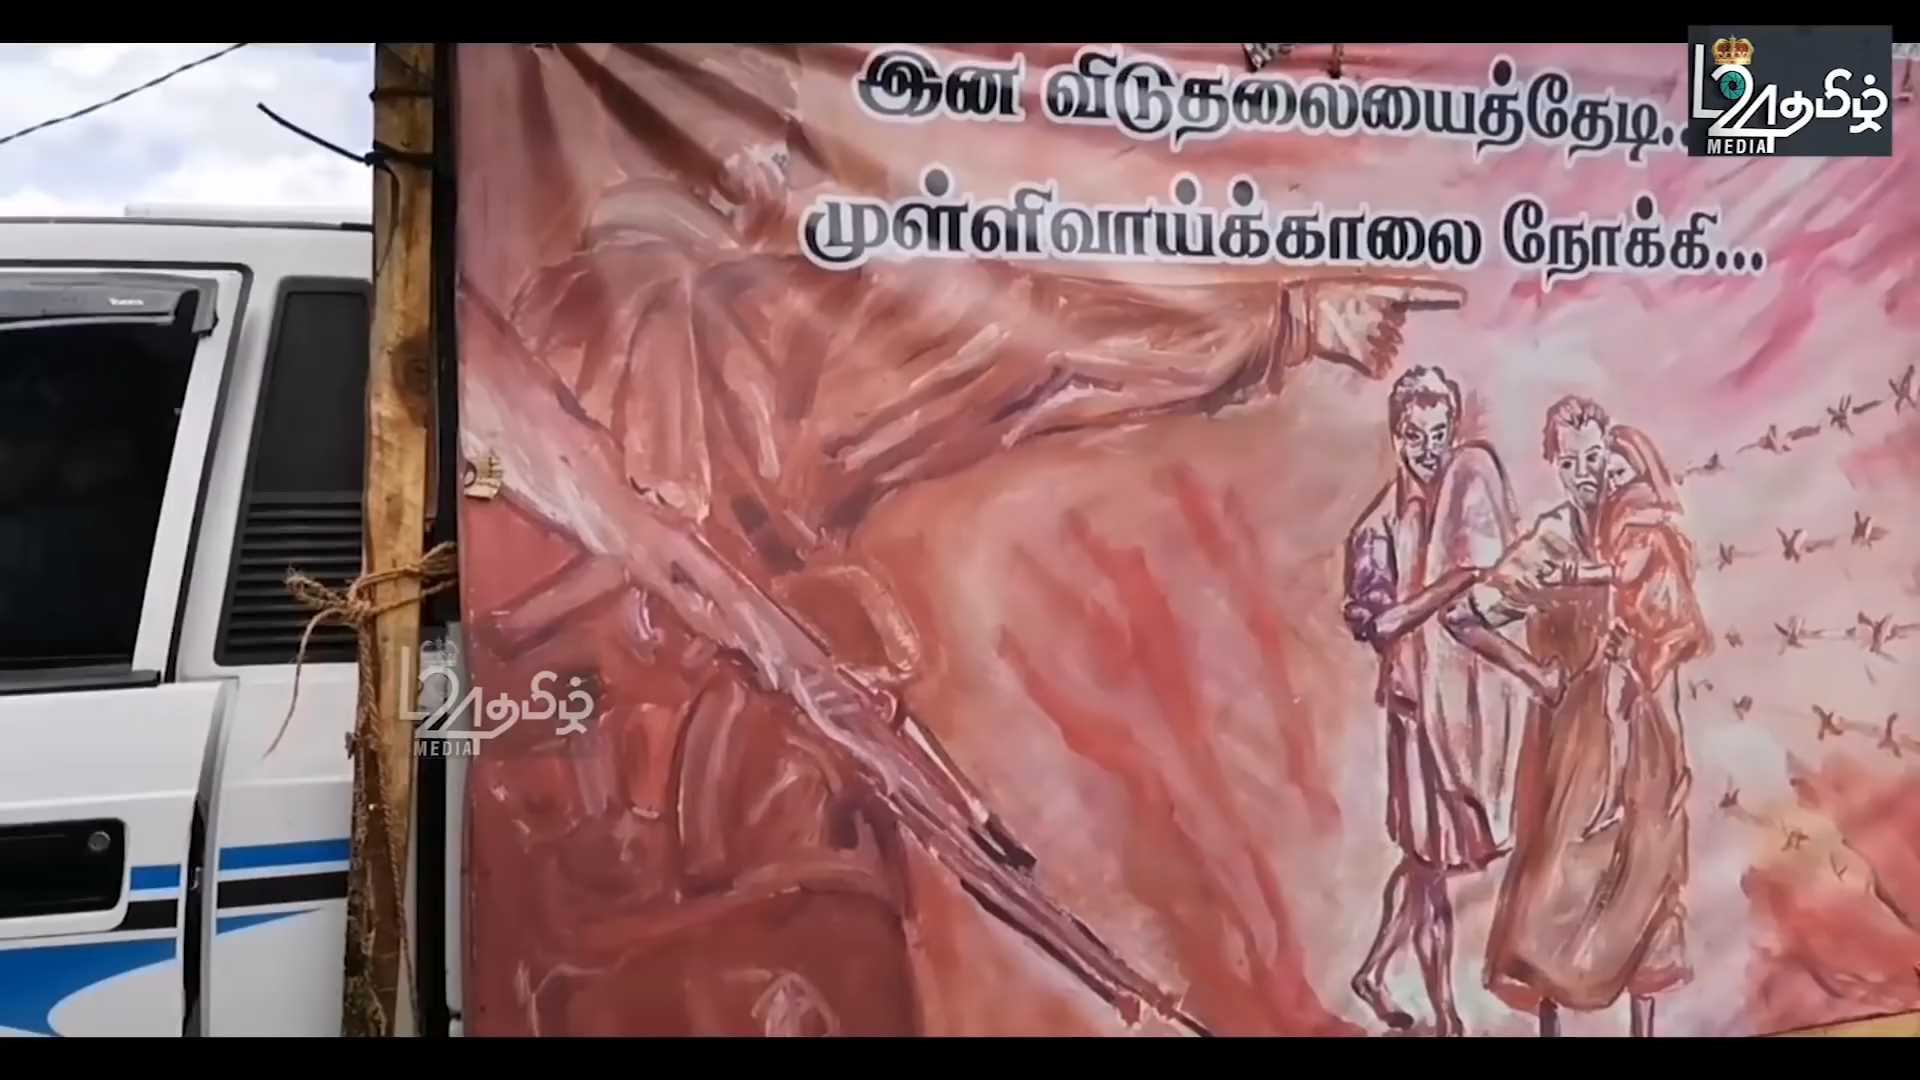 இன விடுதலையைத்தேடி..
முள்ளிவாய்க்காலை நோக்கி...
தமிழ்
MEDIA
தமிழ்
MEDIA